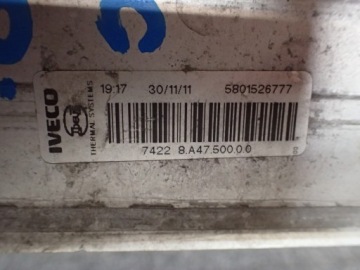 19:17 30/11/11 5801526777
IVECO
THERMAL SYSTEMS
7422 8.A47.500.0.0